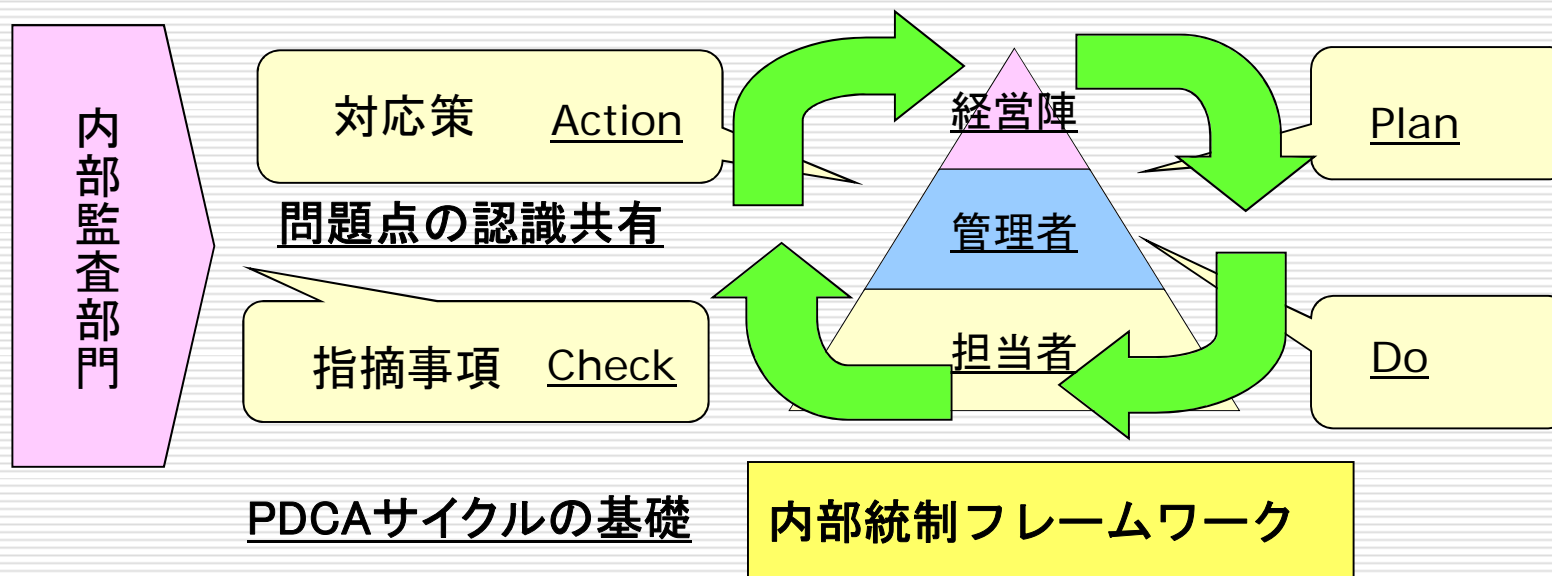 内部監査部門
対応策 Action
経営陣
Plan
問題点の認識共有
管理者
指摘事項 Check
担当者
Do
PDCAサイクルの基礎
内部統制フレームワーク